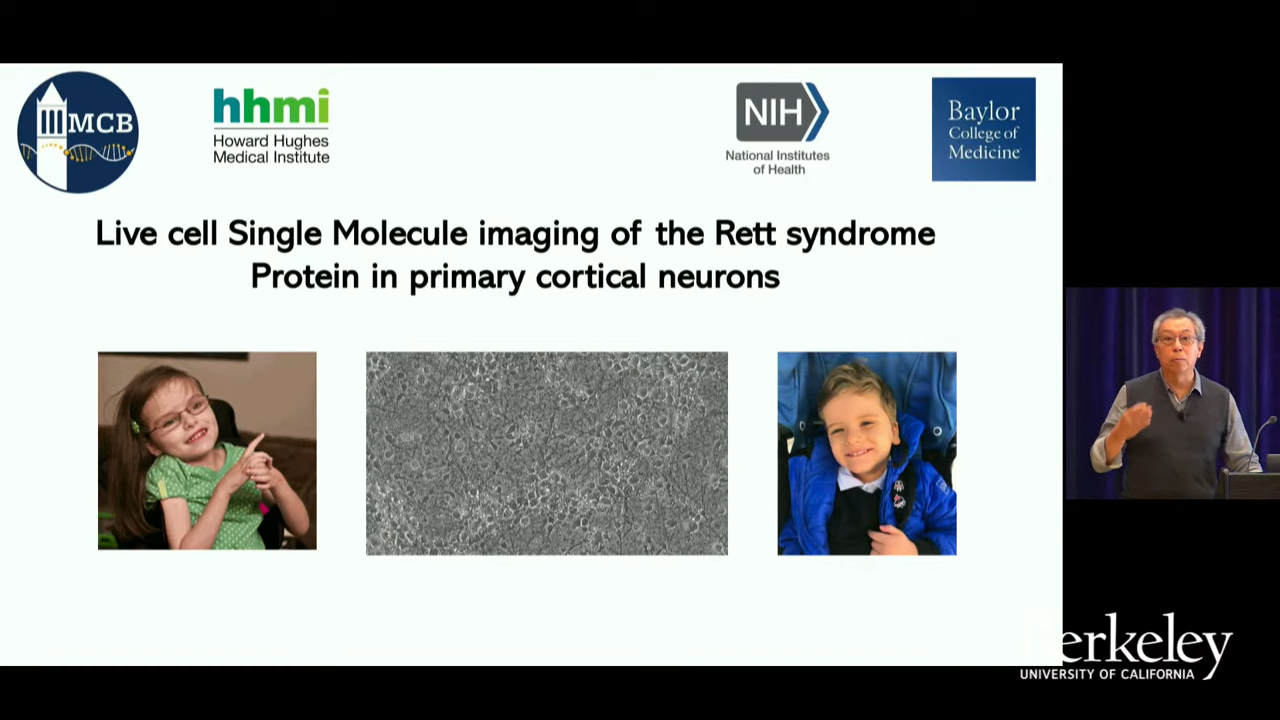 MCB
hhmi
Howard Hughes
Medical Institute
NIH
National Institutes
of Health
Baylor
College of
Medicine
Live cell Single Molecule imaging of the Rett syndrome
Protein in primary cortical neurons
Berkeley
UNIVERSITY OF CALIFORNIA